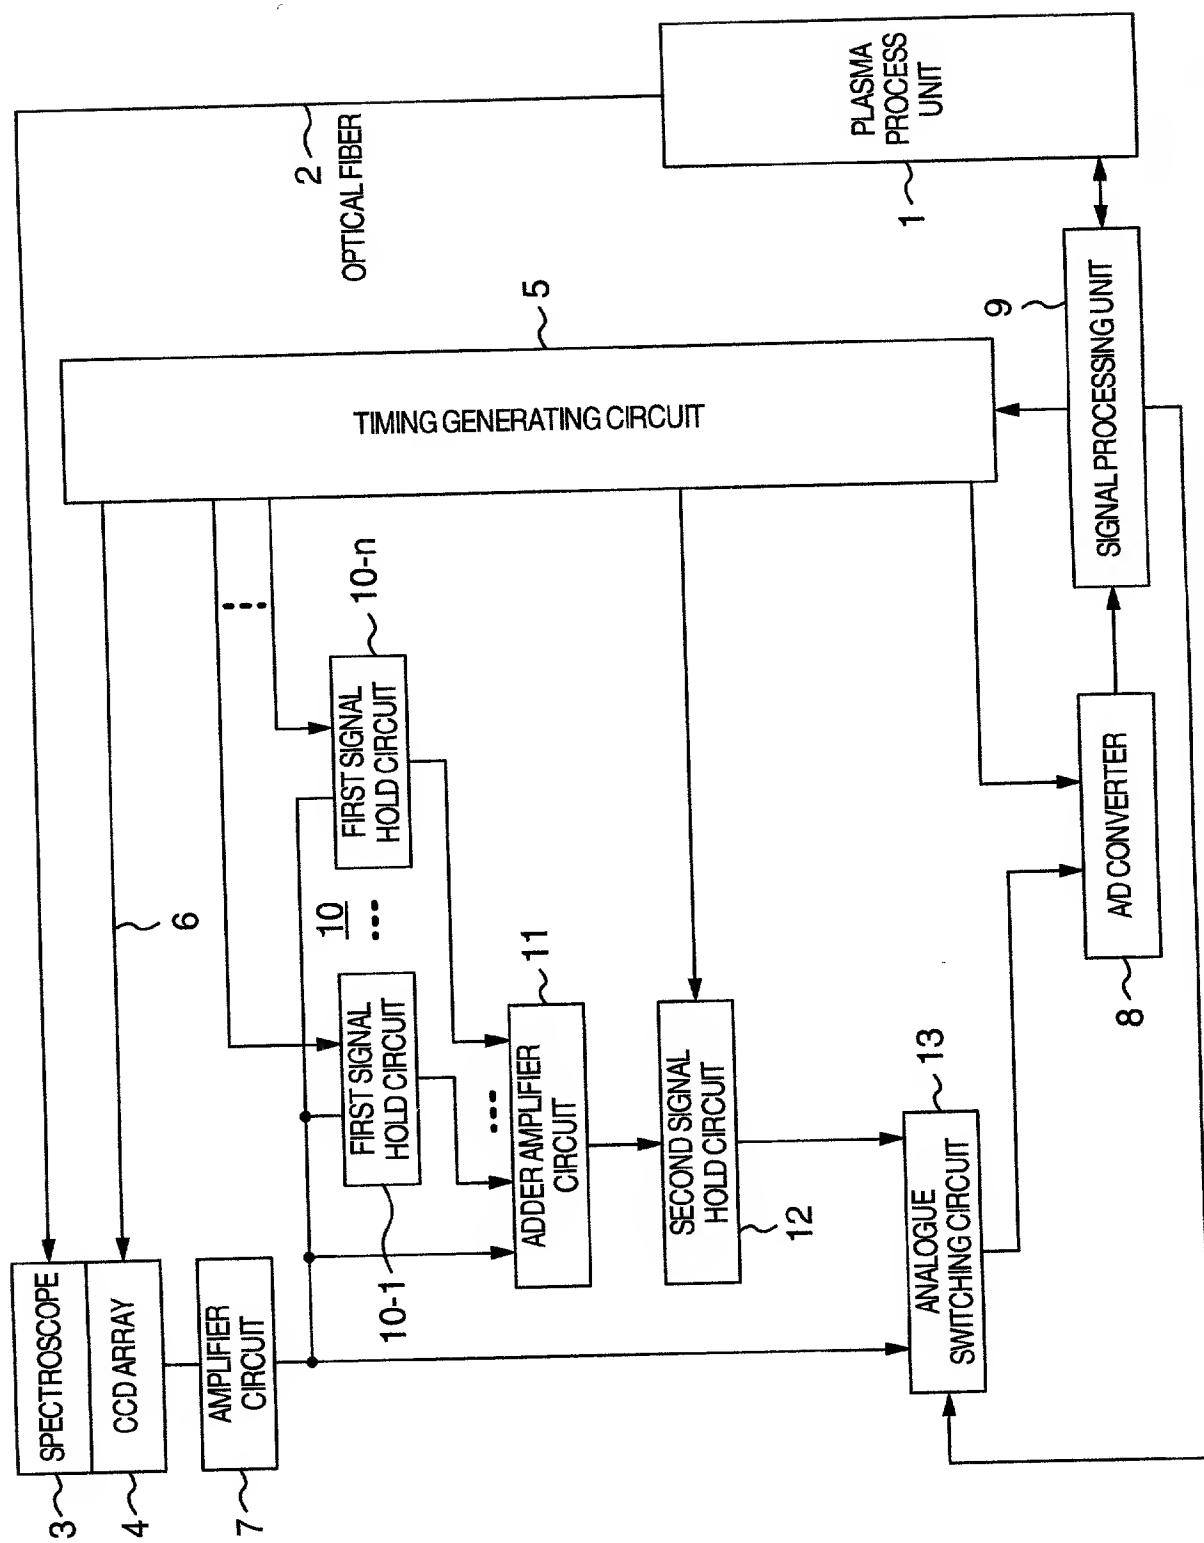 3
SPECTROSCOPE
4
CCD ARRAY
7
AMPLIFIER
CIRCUIT
2
OPTICAL FIBER
6
5
TIMING GENERATING CIRCUIT
PLASMA
PROCESS
UNIT
1
10-1
FIRST SIGNAL
HOLD CIRCUIT
10
FIRST SIGNAL
HOLD CIRCUIT
10-n
ADDER AMPLIFIER
CIRCUIT
11
SECOND SIGNAL
HOLD CIRCUIT
12
ANALOGUE
SWITCHING CIRCUIT
13
8
A/D CONVERTER
SIGNAL PROCESSING UNIT
9